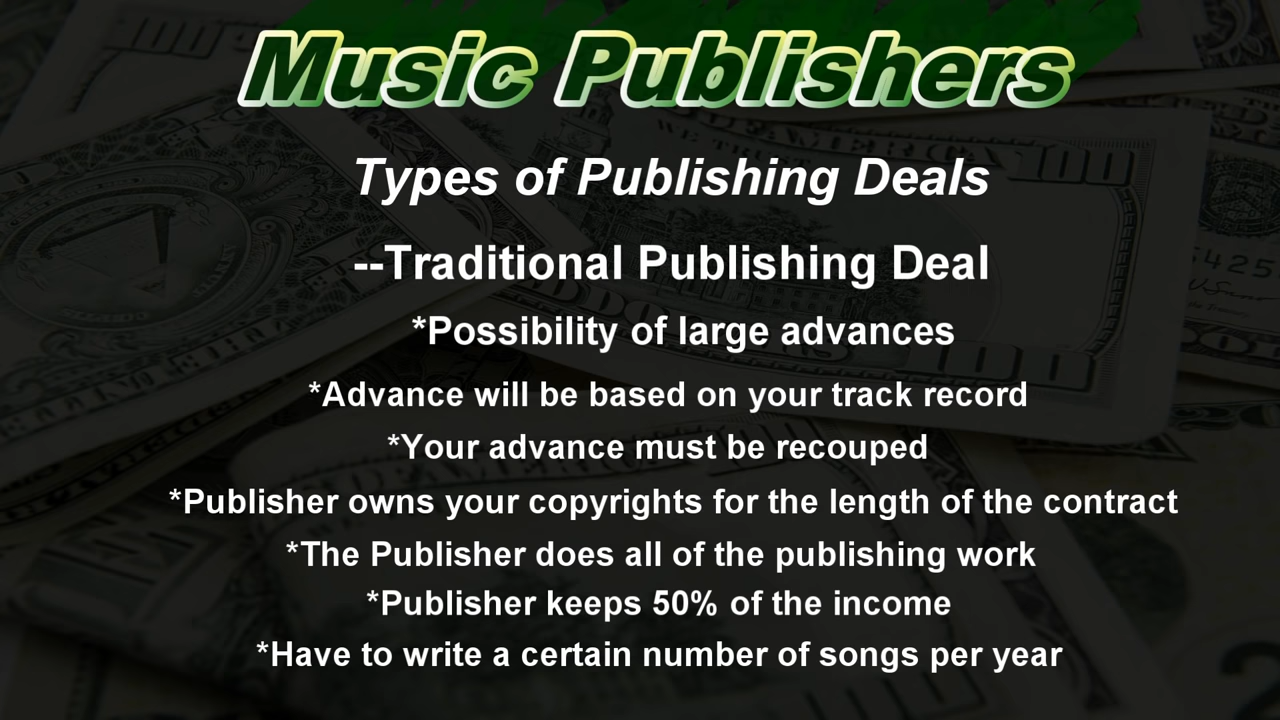 Music Publishers
Types of Publishing Deals
--Traditional Publishing Deal
*Possibility of large advances
*Advance will be based on your track record
*Your advance must be recouped
*Publisher owns your copyrights for the length of the contract
*The Publisher does all of the publishing work
*Publisher keeps 50% of the income
*Have to write a certain number of songs per year